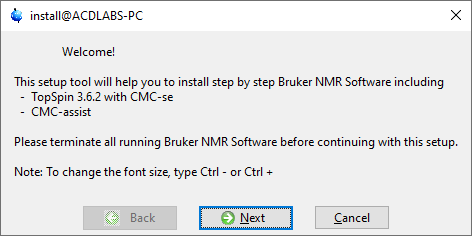 install@ACDLABS-PC
Welcome!
This setup tool will help you to install step by step Bruker NMR Software including
- TopSpin 3.6.2 with CMC-se
- CMC-assist
Please terminate all running Bruker NMR Software before continuing with this setup.
Note: To change the font size, type Ctrl - or Ctrl +
Back Next Cancel